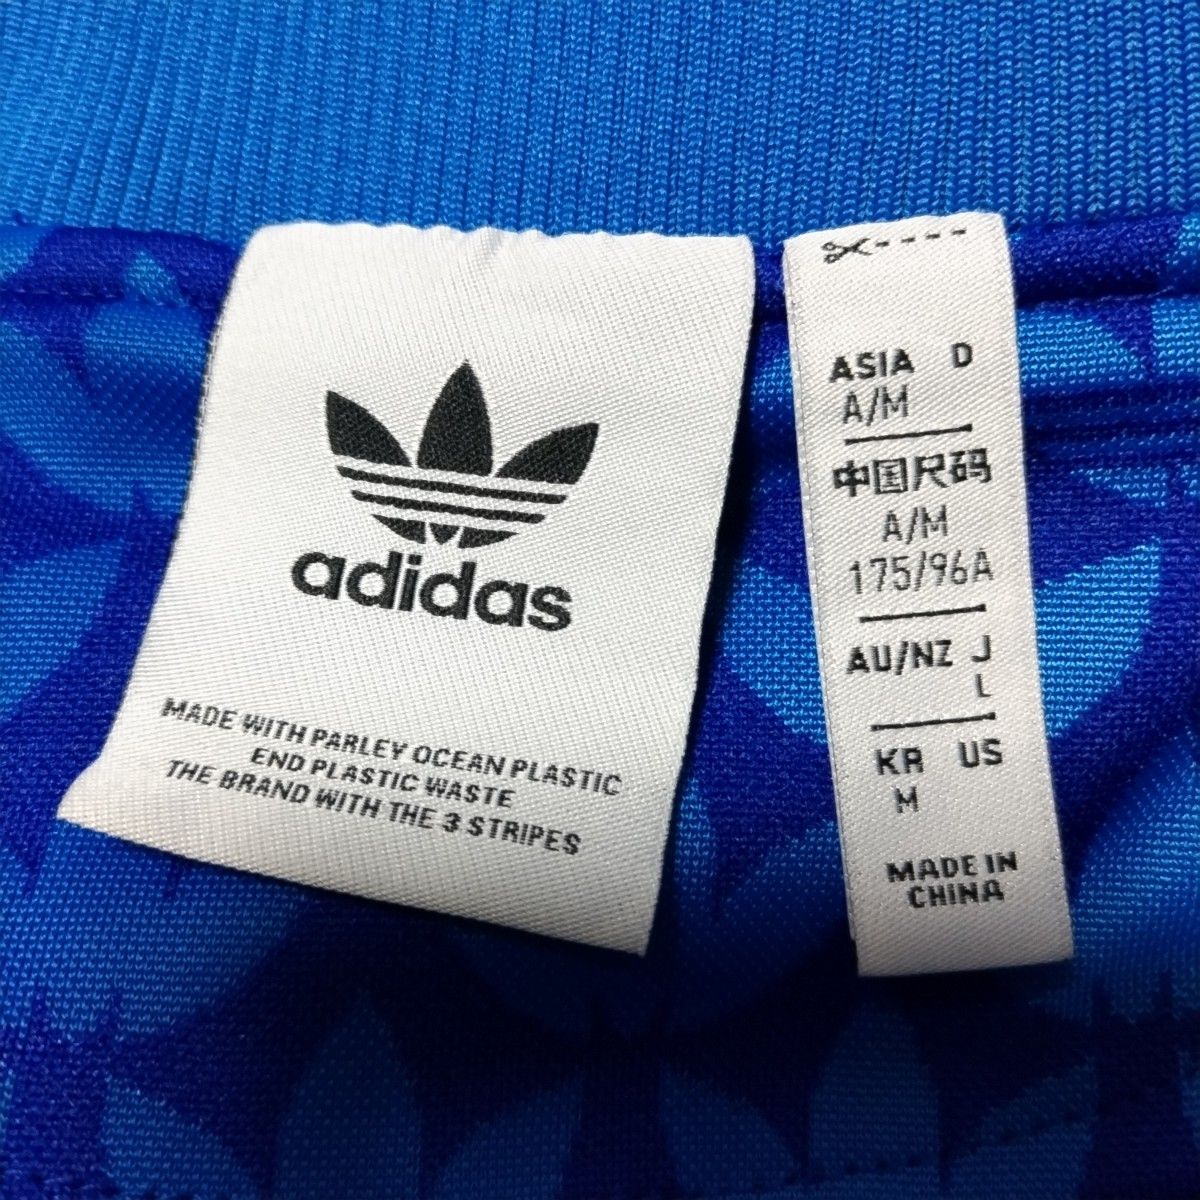 adidas
MADE WITH PARLEY OCEAN PLASTIC
END PLASTIC WASTE
THE BRAND WITH THE 3 STRIPES
ASIA D
A/M
中国尺码
A/M
175/96A
AU/NZ J
L
KR US
M
MADE IN
CHINA